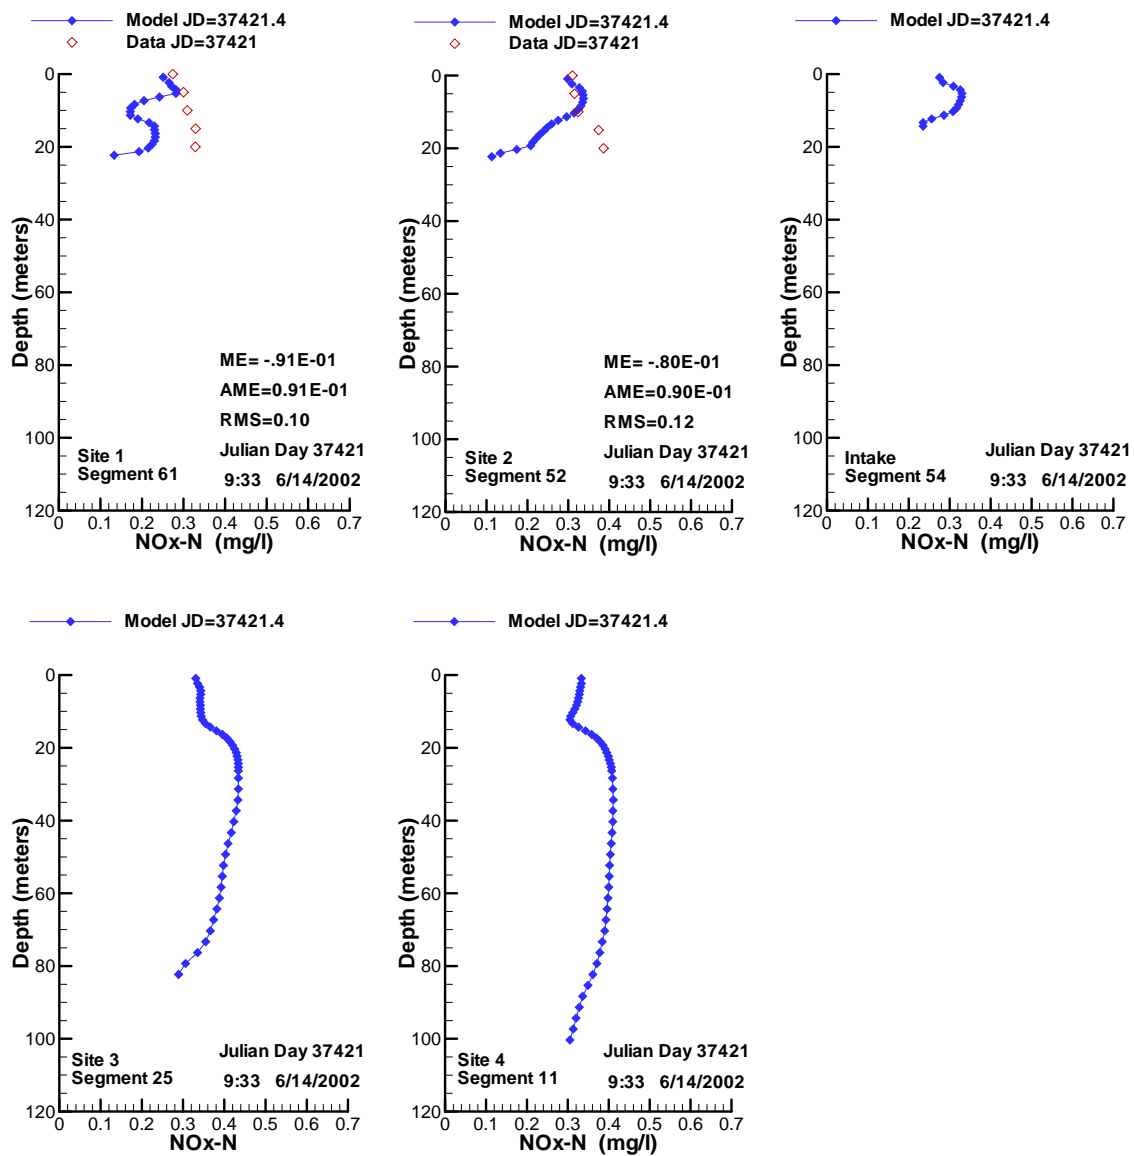 Model JD=37421.4
Data JD=37421
0
20
40
60
80
100
120
Depth (meters)
ME= -.91E-01
AME=0.91E-01
RMS=0.10
Site 1
Segment 61
Julian Day 37421
9:33 6/14/2002
0 0.1 0.2 0.3 0.4 0.5 0.6 0.7
NOx-N (mg/l)
Model JD=37421.4
Data JD=37421
0
20
40
60
80
100
120
Depth (meters)
ME= -.80E-01
AME=0.90E-01
RMS=0.12
Site 2
Segment 52
Julian Day 37421
9:33 6/14/2002
0 0.1 0.2 0.3 0.4 0.5 0.6 0.7
NOx-N (mg/l)
Model JD=37421.4
0
20
40
60
80
100
120
Depth (meters)
Intake
Segment 54
Julian Day 37421
9:33 6/14/2002
0 0.1 0.2 0.3 0.4 0.5 0.6 0.7
NOx-N (mg/l)
Model JD=37421.4
0
20
40
60
80
100
120
Depth (meters)
Site 3
Segment 25
Julian Day 37421
9:33 6/14/2002
0 0.1 0.2 0.3 0.4 0.5 0.6 0.7
NOx-N
Model JD=37421.4
0
20
40
60
80
100
120
Depth (meters)
Site 4
Segment 11
Julian Day 37421
9:33 6/14/2002
0 0.1 0.2 0.3 0.4 0.5 0.6 0.7
NOx-N (mg/l)